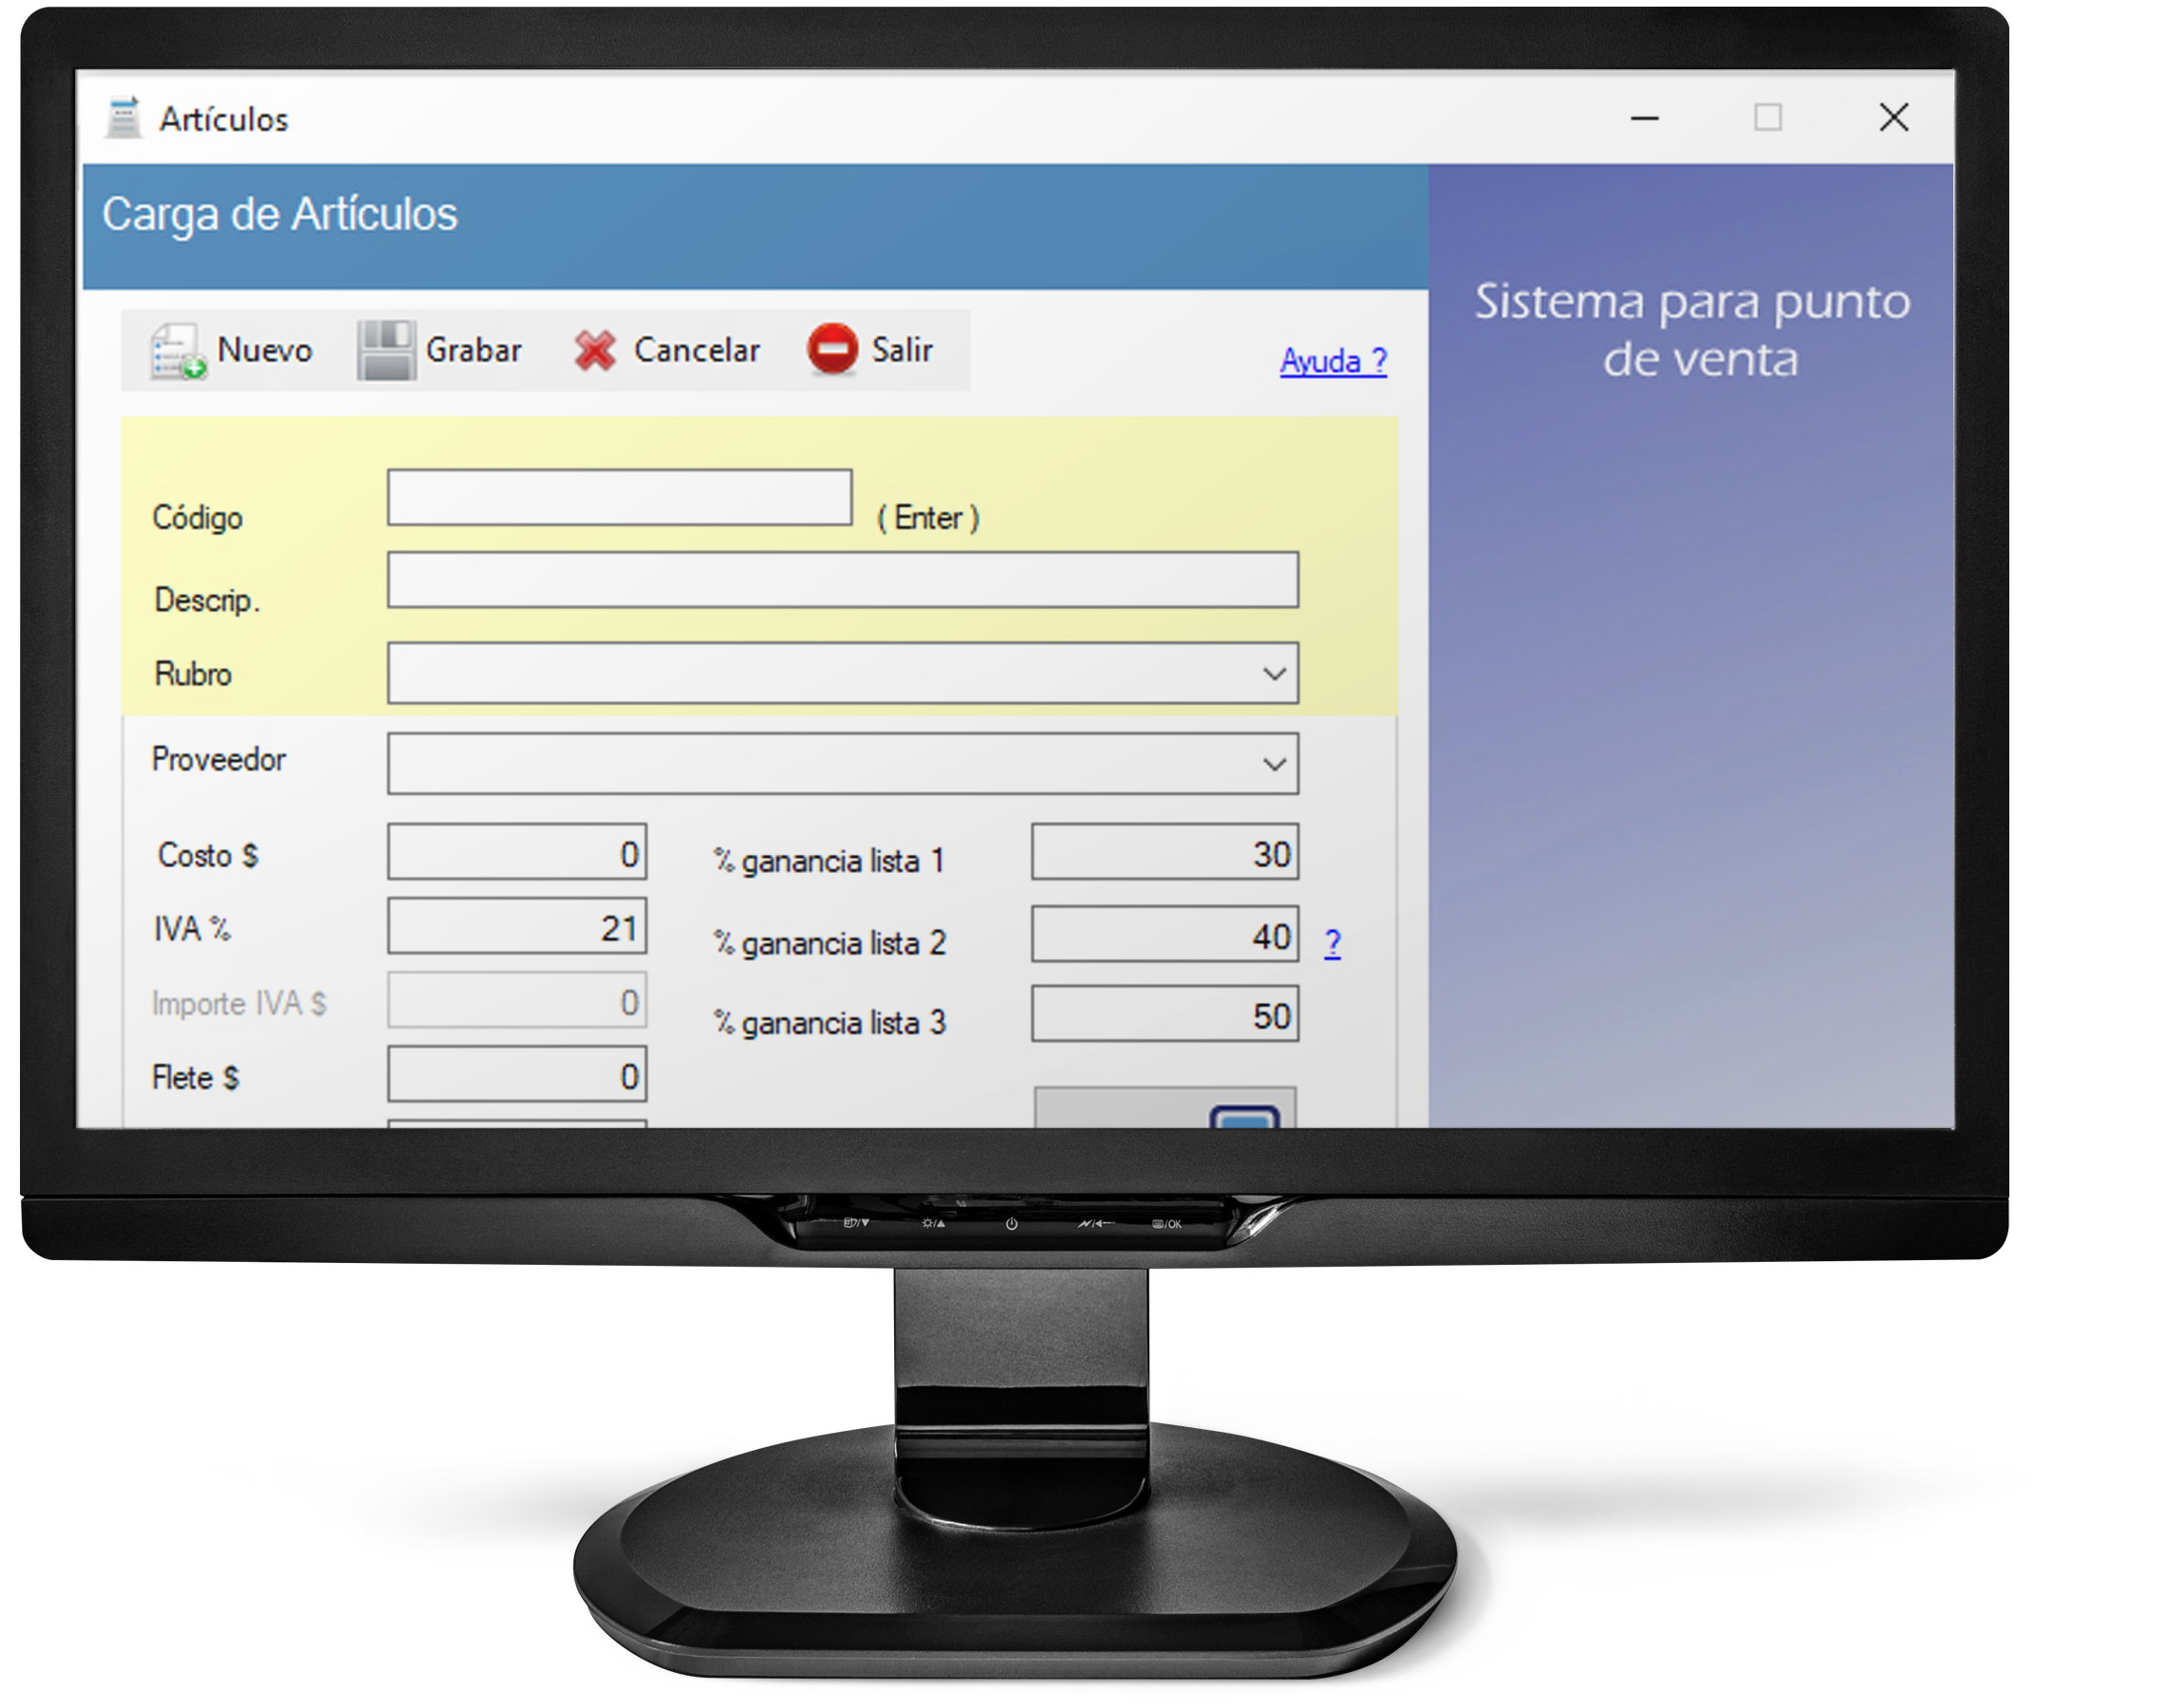 Artículos
Carga de Artículos
Sistema para punto
de venta
Nuevo Grabar Cancelar Salir
Ayuda ?
Código ( Enter )
Descrip.
Rubro
Proveedor
Costo $ 0 % ganancia lista 1 30
IVA % 21 % ganancia lista 2 40 ?
Importe IVA $ 0 % ganancia lista 3 50
Flete $ 0
/OK